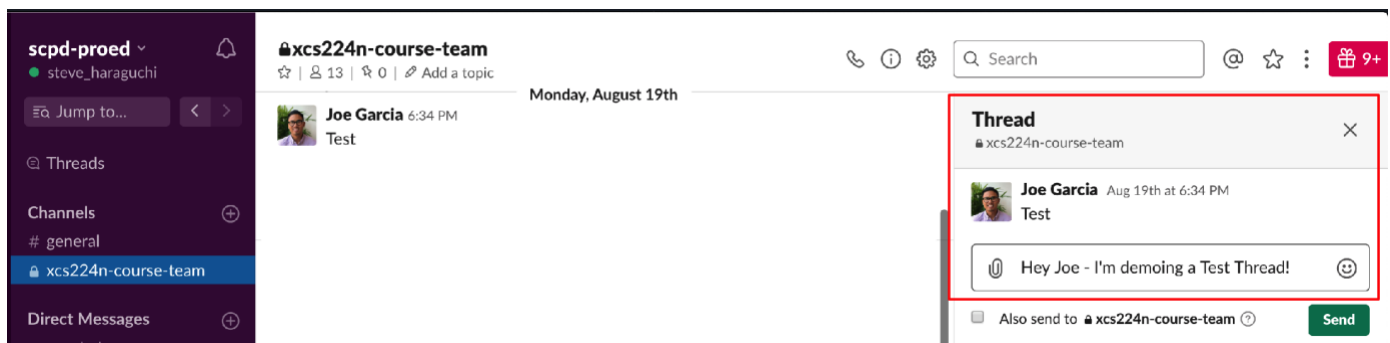 scpd-proed
steve_haraguchi
Jump to...
Threads
Channels
# general
xcs224n-course-team
Direct Messages
xcs224n-course-team
13 | 0 | Add a topic
Search
9+
Monday, August 19th
Joe Garcia 6:34 PM
Test
Thread
xcs224n-course-team
Joe Garcia Aug 19th at 6:34 PM
Test
Hey Joe - I'm demoing a Test Thread!
Also send to xcs224n-course-team
Send